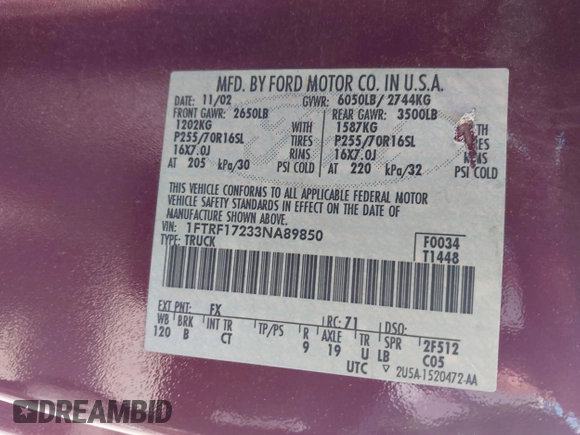 MFD. BY FORD MOTOR CO. IN U.S.A.
DATE: 11/02 GVWR: 6050LB/ 2744KG
FRONT GAWR: 2650LB REAR GAWR: 3500LB
1202KG 1587KG WITH
P255/70R16SL TIRES P255/70R16SL TIRES
16X7.0J RIMS 16X7.0J RIMS
AT 205 kPa/30 PSI COLD AT 220 kPa/32 PSI COLD
THIS VEHICLE CONFORMS TO ALL APPLICABLE FEDERAL MOTOR
VEHICLE SAFETY STANDARDS IN EFFECT ON THE DATE OF
MANUFACTURE SHOWN ABOVE.
VIN: 1FTRF17233NA89850
TYPE: TRUCK
F0034
T1448
EXT PNT: FX RC: 71 DSO:
WB BRK INT TR TP/PS R AXLE TR SPR 2F512
120 B CT 9 19 U LB C05
UTC ▽ 2U5A-1520472-AA
DREAMBID